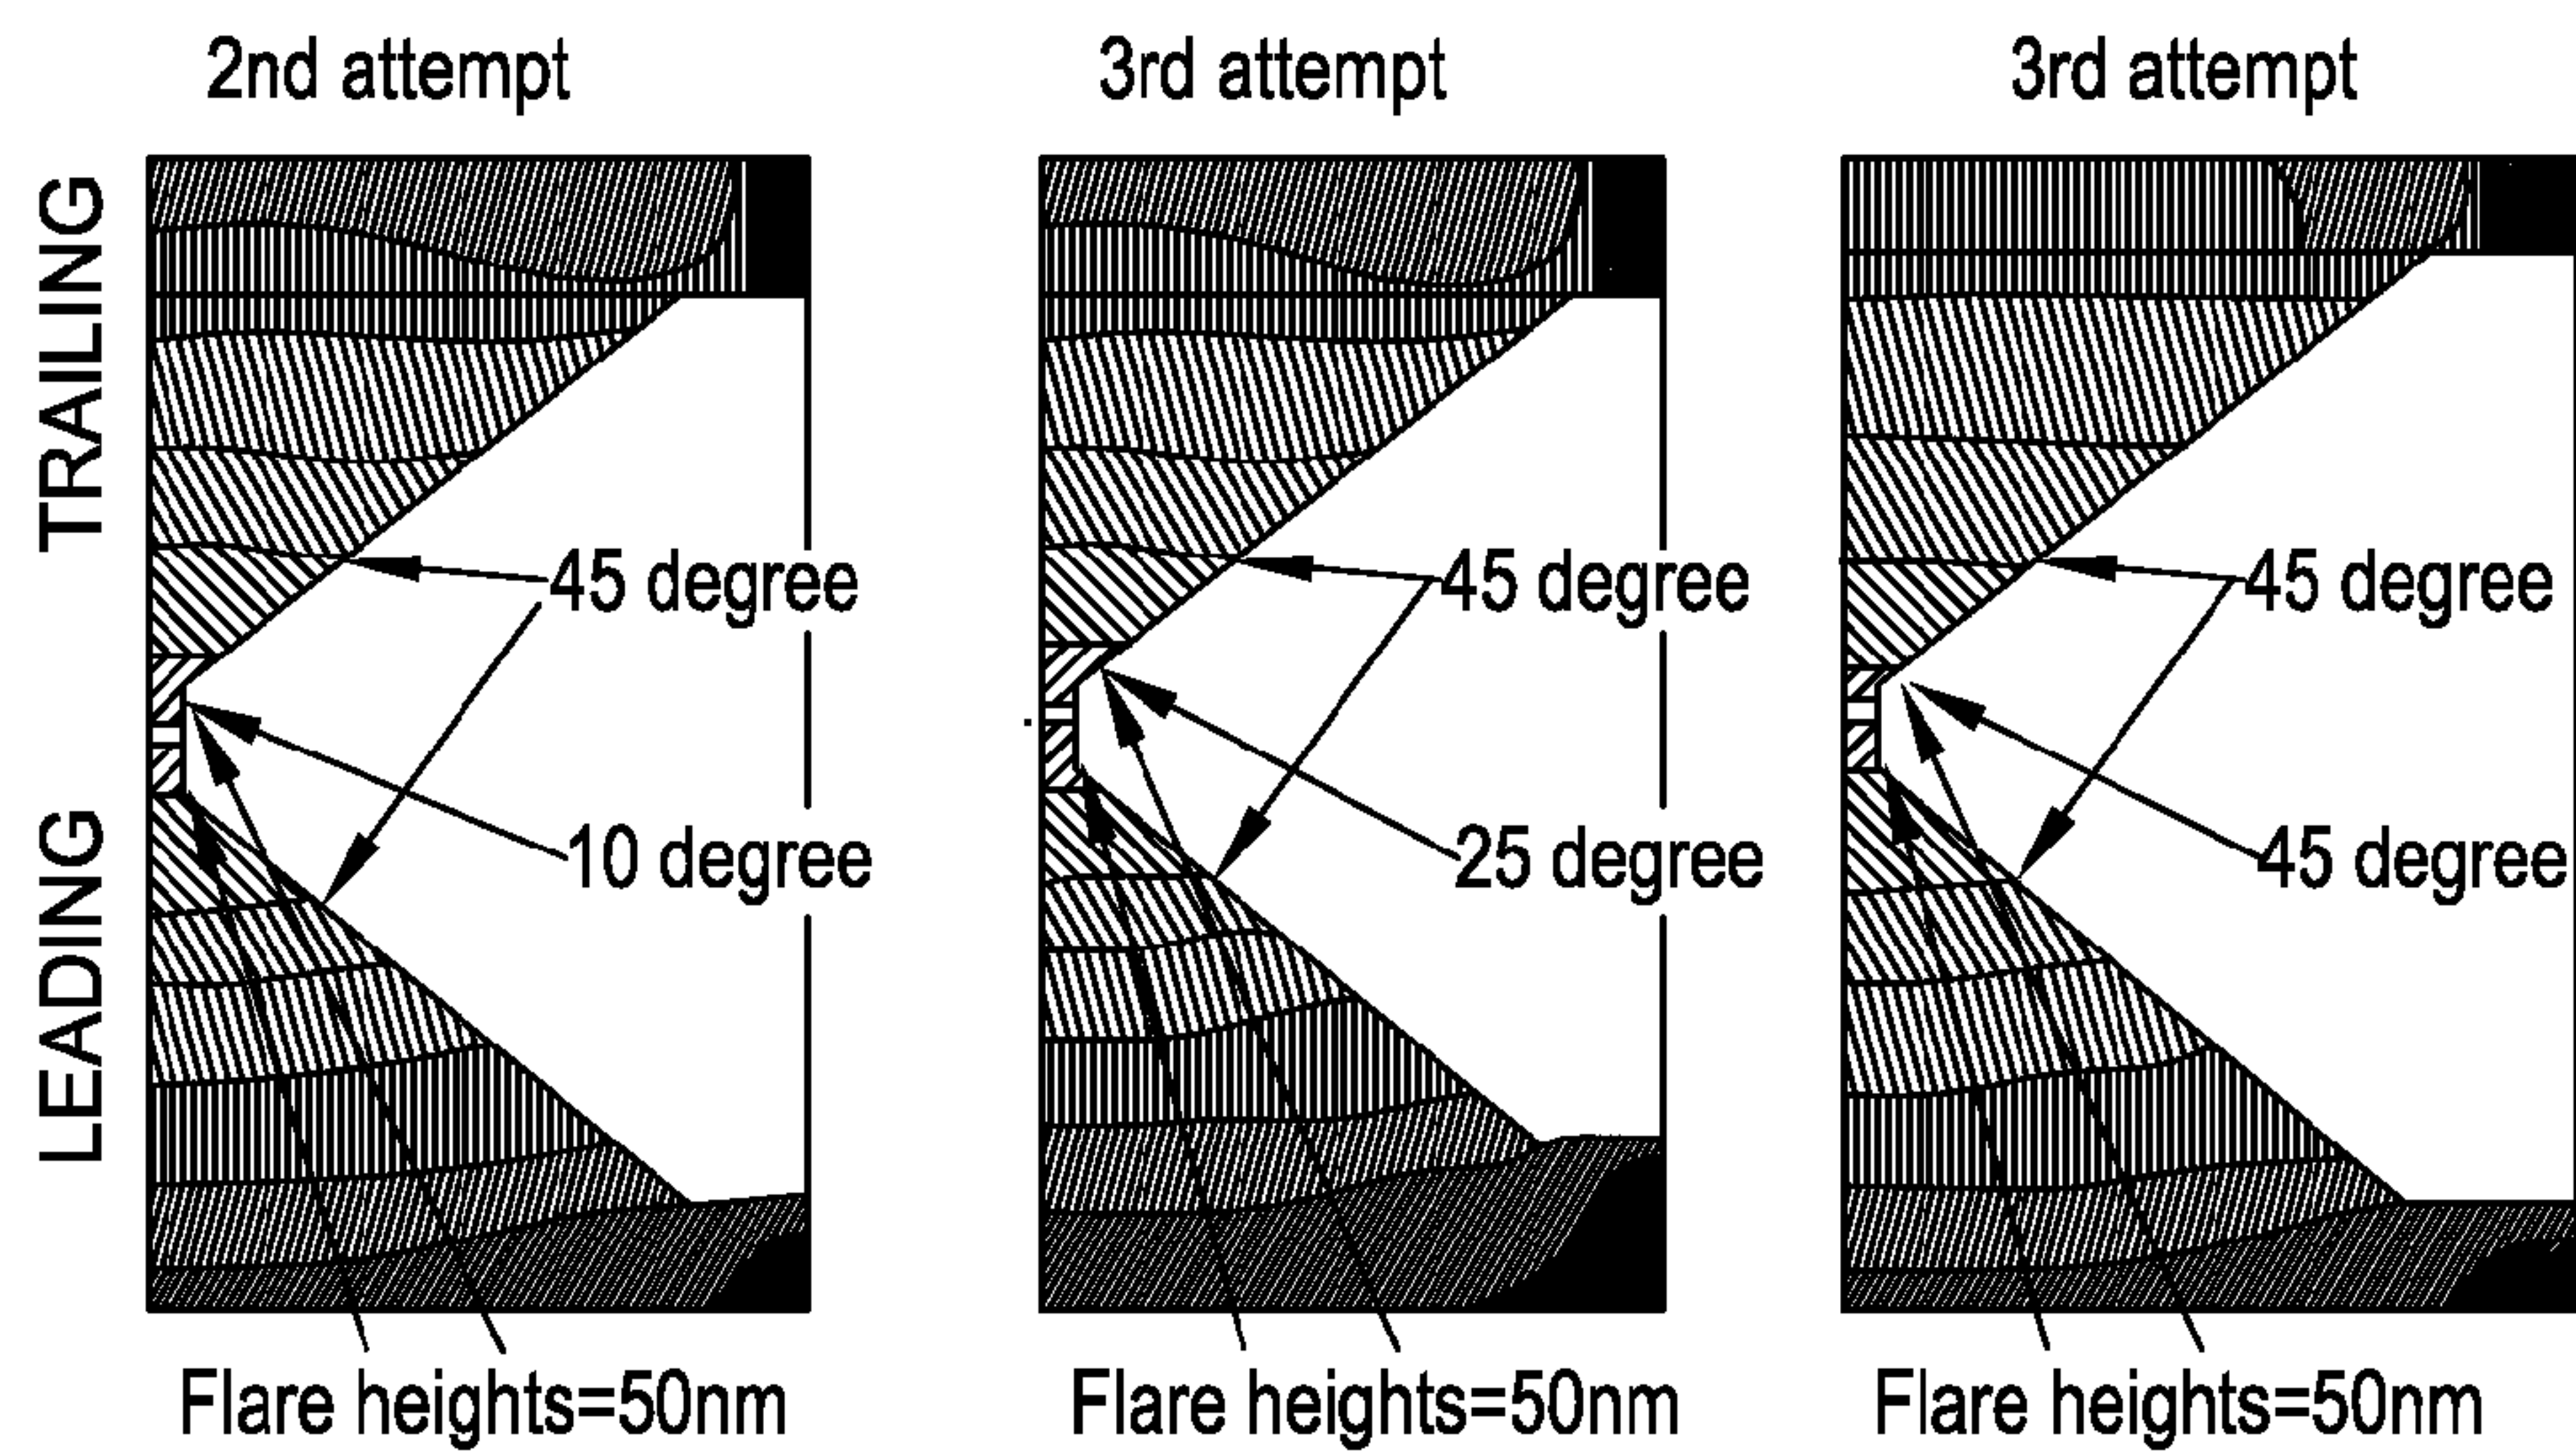 2nd attempt
3rd attempt
3rd attempt
TRAILING
LEADING
45 degree
45 degree
45 degree
10 degree
25 degree
45 degree
Flare heights=50nm
Flare heights=50nm
Flare heights=50nm